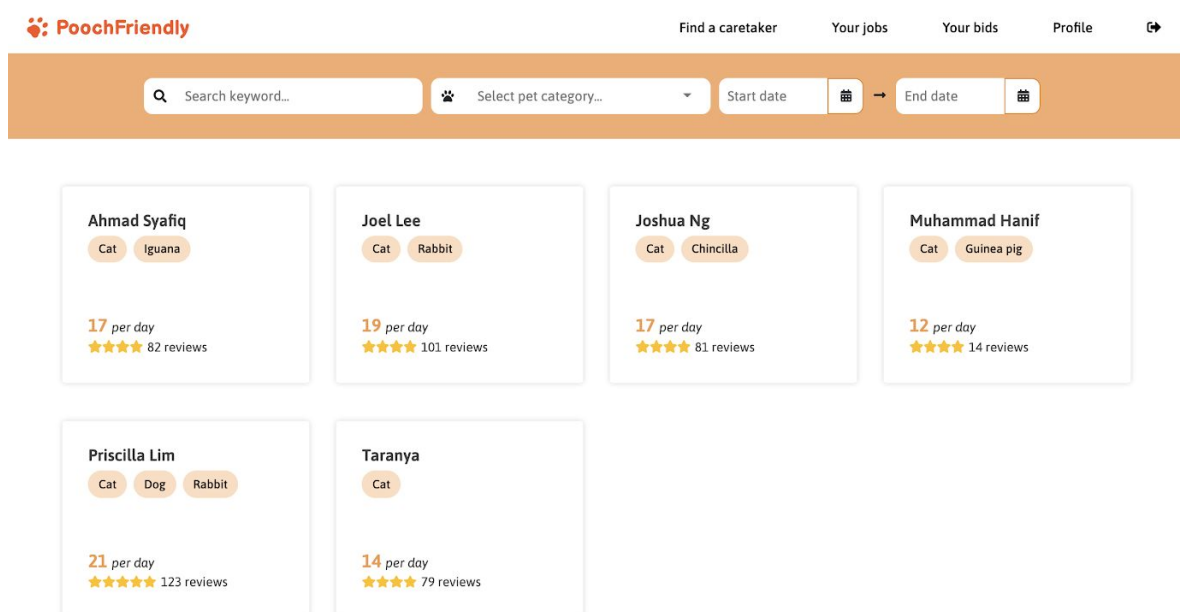 PoochFriendly
Find a caretaker Your jobs Your bids Profile
Search keyword... Select pet category... Start date End date
Ahmad Syafiq
Cat Iguana
17 per day
82 reviews
Joel Lee
Cat Rabbit
19 per day
101 reviews
Joshua Ng
Cat Chincilla
17 per day
81 reviews
Muhammad Hanif
Cat Guinea pig
12 per day
14 reviews
Priscilla Lim
Cat Dog Rabbit
21 per day
123 reviews
Taranya
Cat
14 per day
79 reviews